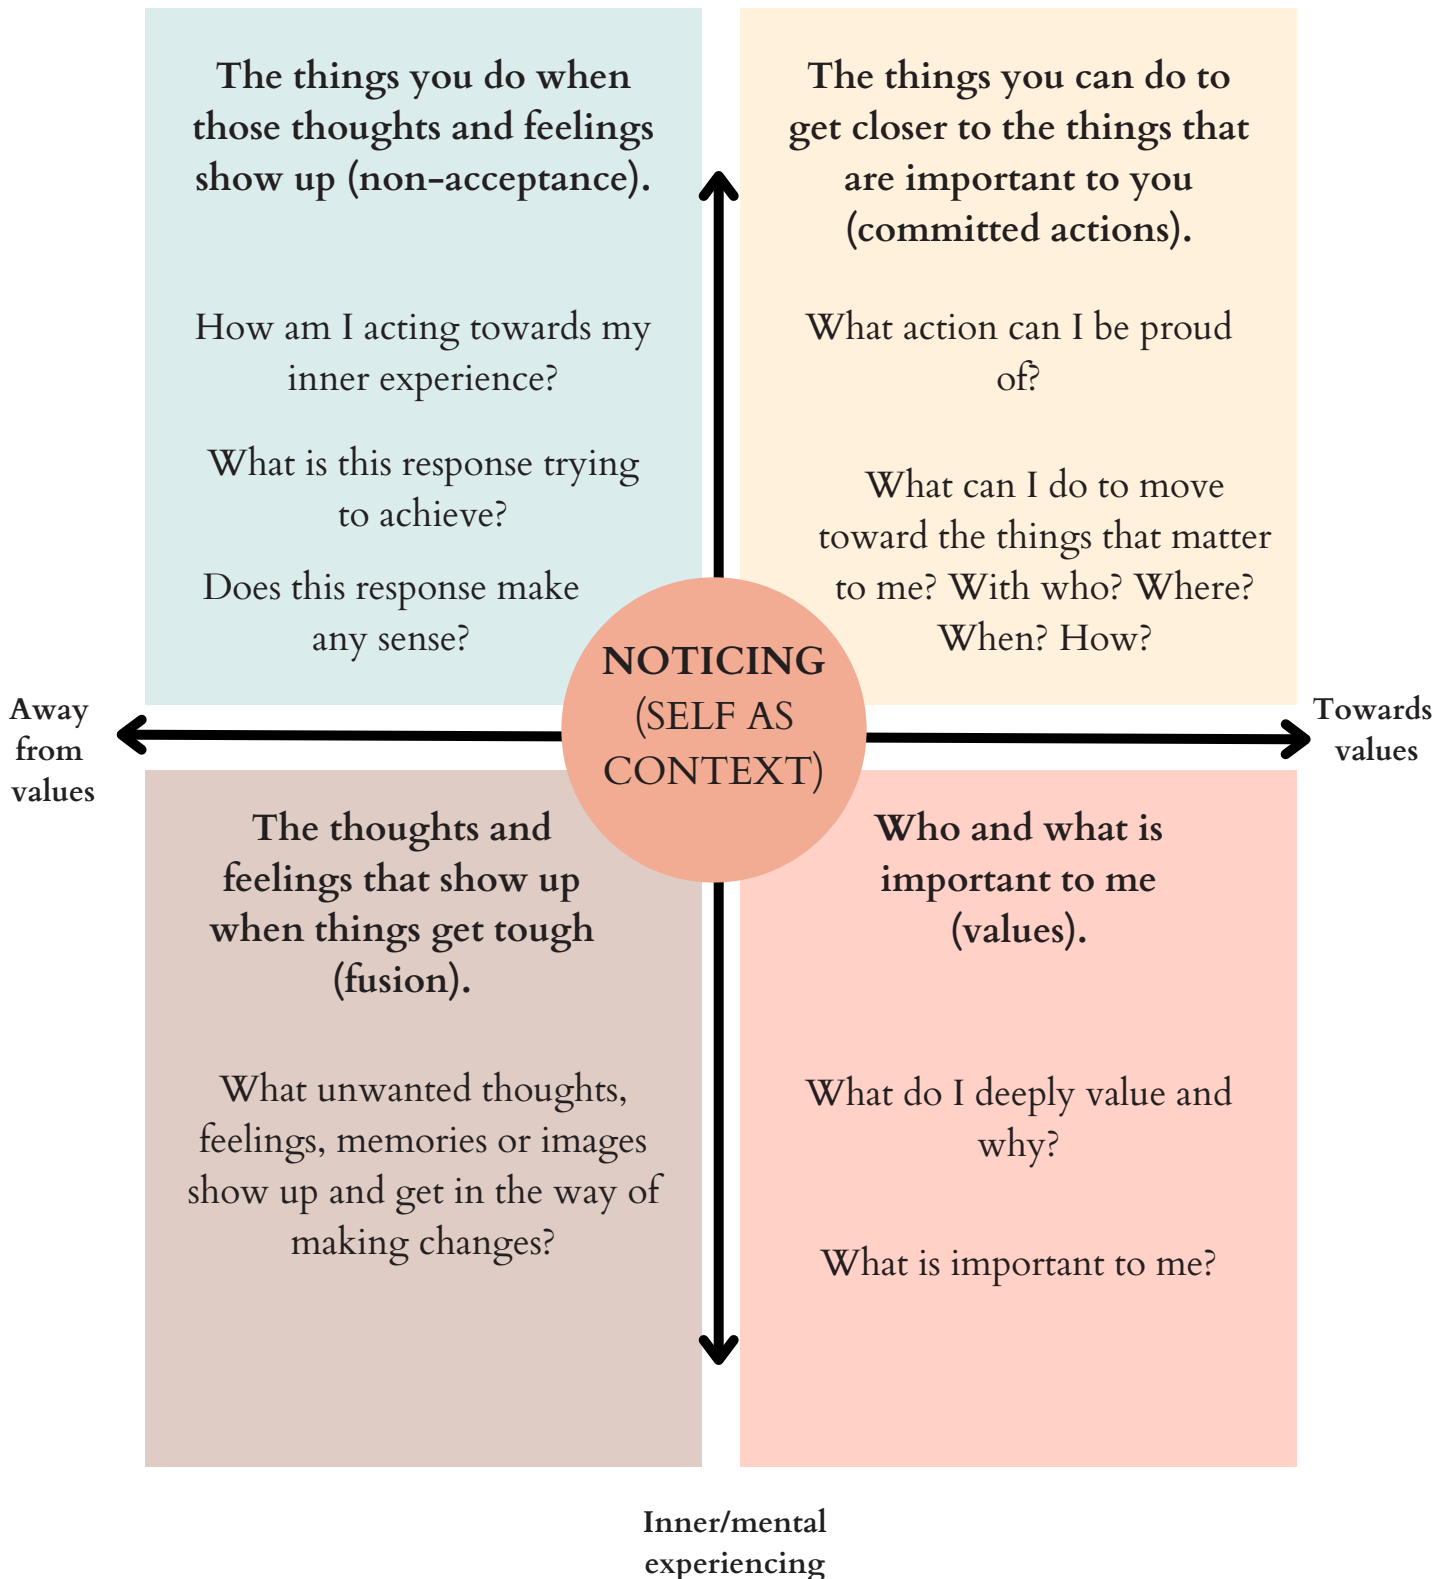 The things you do when
those thoughts and feelings
show up (non-acceptance).
How am I acting towards my
inner experience?
What is this response trying
to achieve?
Does this response make
any sense?
The things you can do to
get closer to the things that
are important to you
(committed actions).
What action can I be proud
of?
What can I do to move
toward the things that matter
to me? With who? Where?
When? How?
NOTICING
(SELF AS
CONTEXT)
Away
from
values
Towards
values
The thoughts and
feelings that show up
when things get tough
(fusion).
What unwanted thoughts,
feelings, memories or images
show up and get in the way of
making changes?
Who and what is
important to me
(values).
What do I deeply value and
why?
What is important to me?
Inner/mental
experiencing